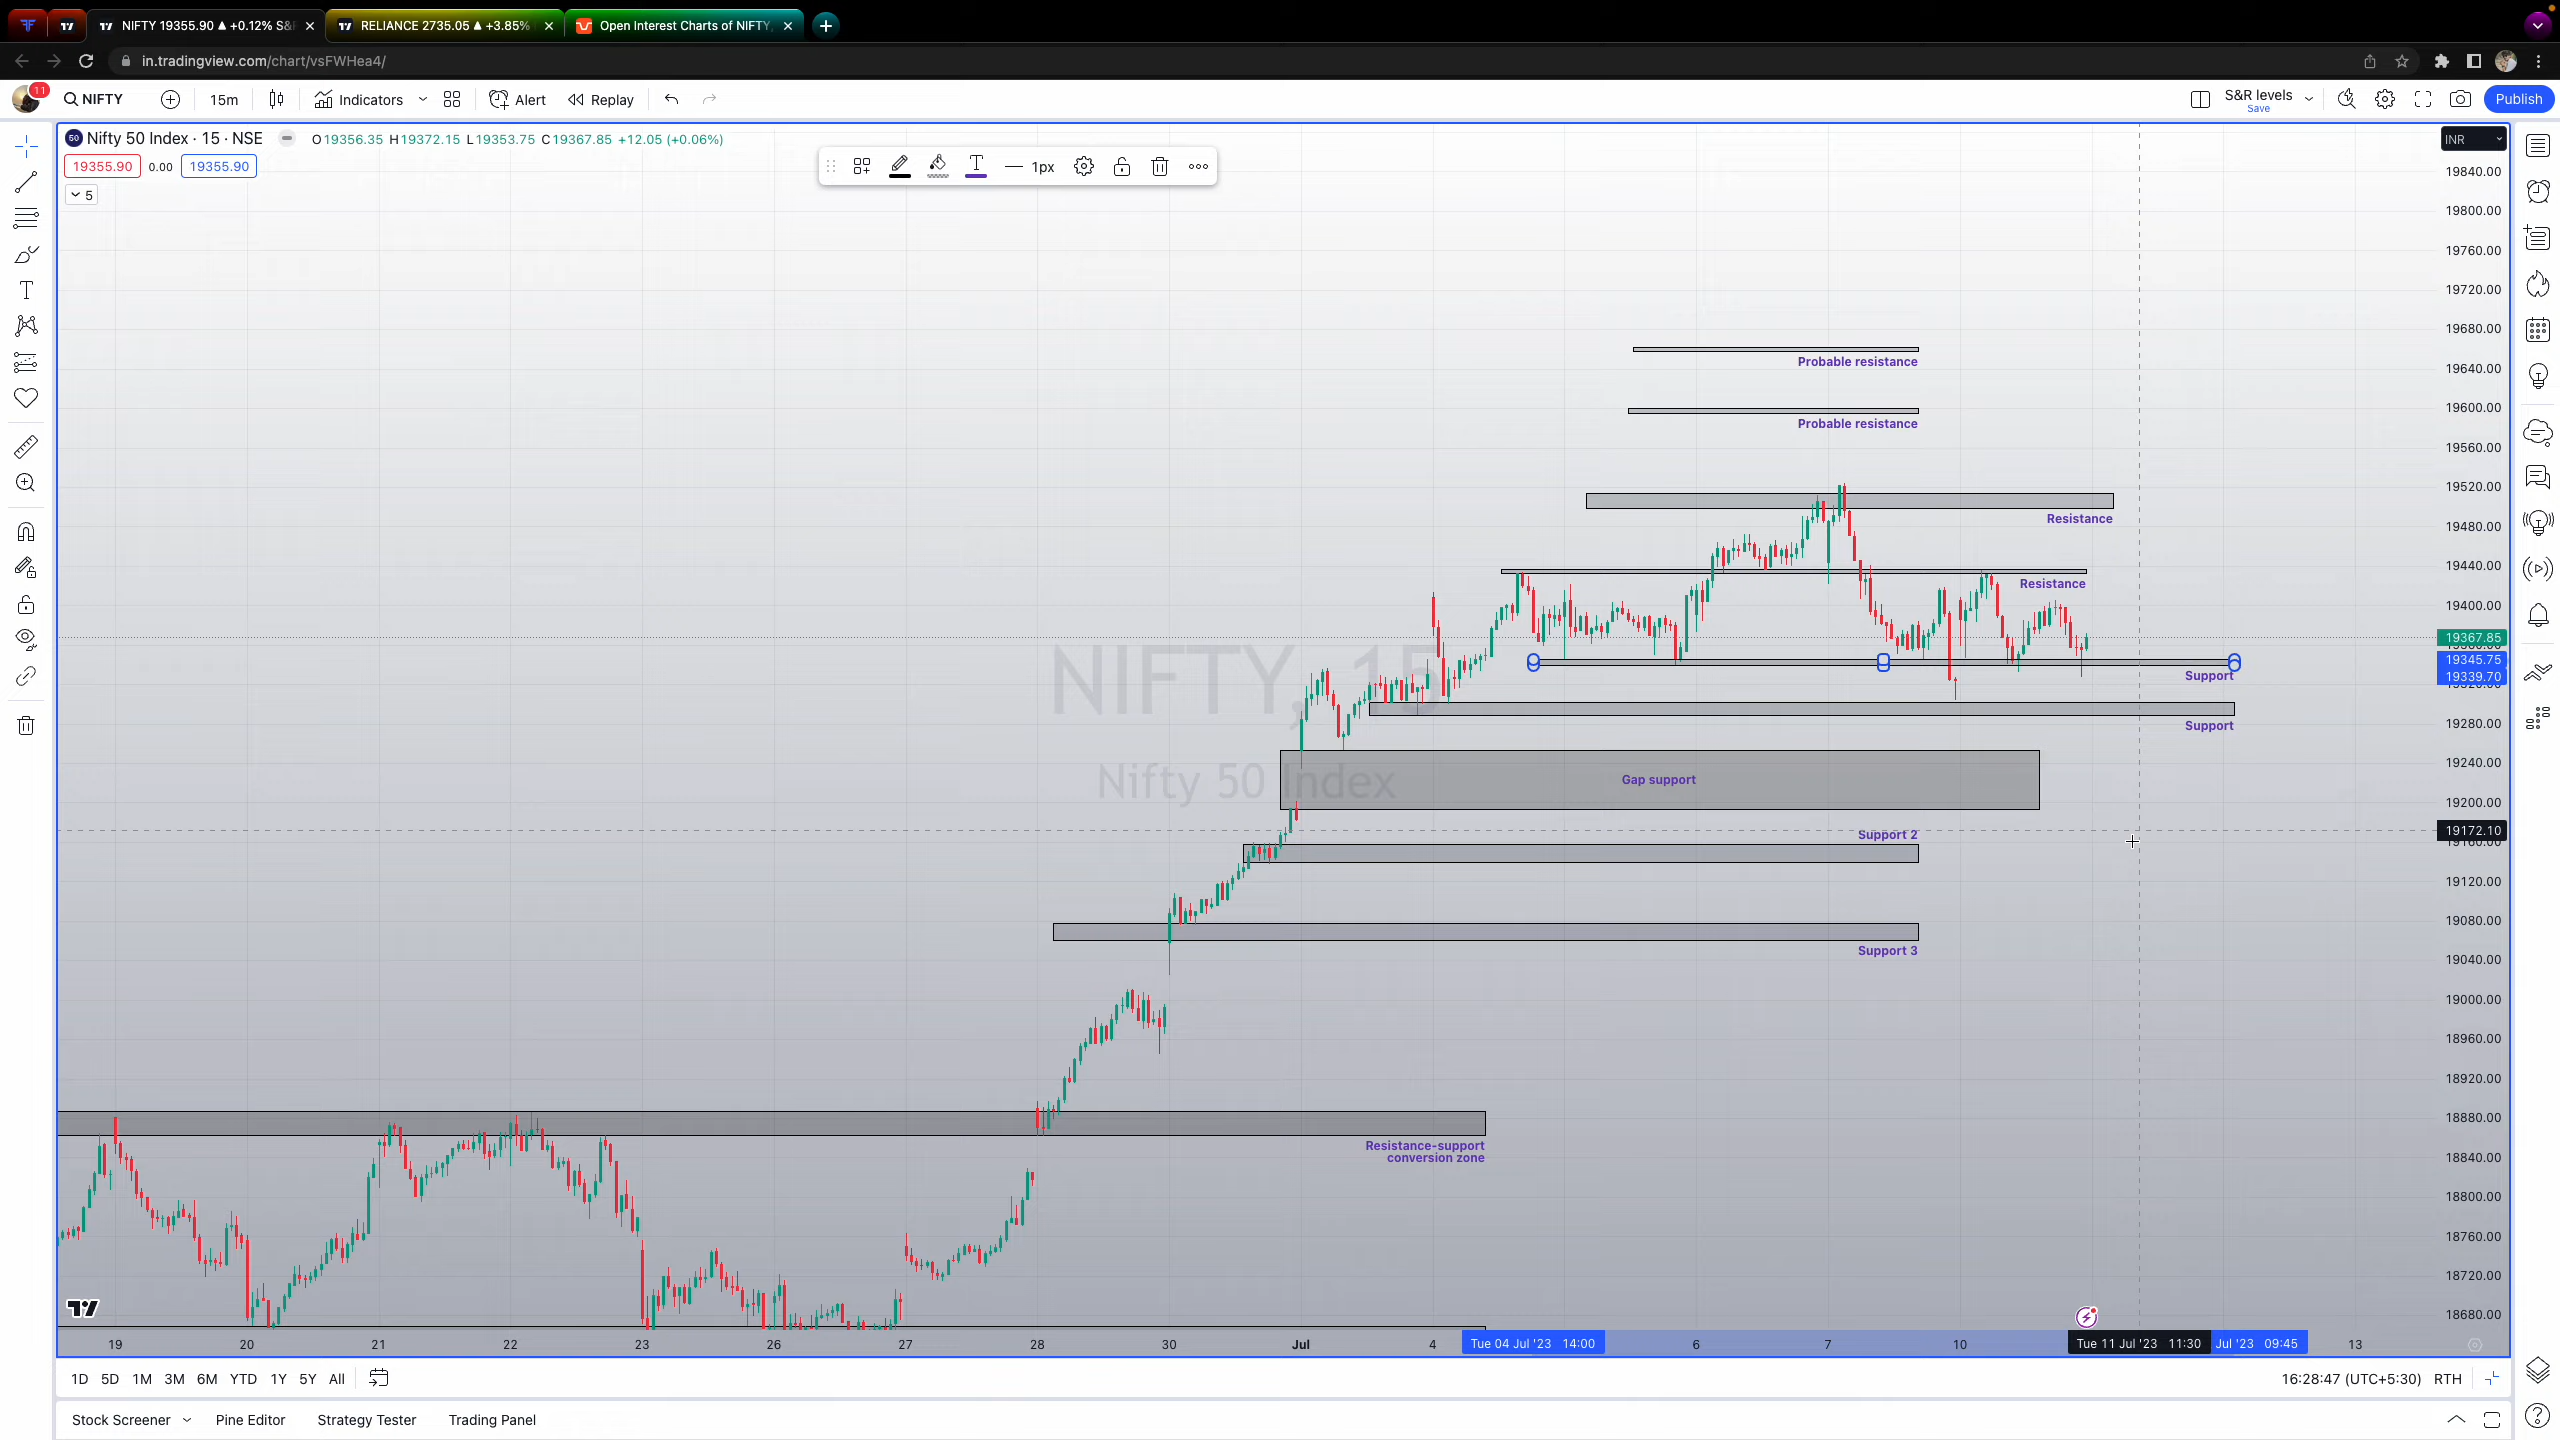 NIFTY 19355.90 ▲ +0.12% S&
RELIANCE 2735.05 ▲ +3.85%
Open Interest Charts of NIFTY,
in.tradingview.com/chart/vsFWHea4/
11
NIFTY
15m
Indicators
Alert
Replay
S&R levels
Save
Publish
50 Nifty 50 Index · 15 · NSE
O19356.35 H19372.15 L19353.75 C19367.85 +12.05 (+0.06%)
INR
19355.90 0.00 19355.90
1px
5
19840.00
19800.00
19760.00
19720.00
19680.00
Probable resistance
19640.00
19600.00
Probable resistance
19560.00
19520.00
Resistance
19480.00
19440.00
Resistance
19400.00
19367.85
NIFTY, 15
19345.75
Support
19339.70
19280.00
Support
19240.00
Gap support
Nifty 50 Index
19200.00
Support 2
19172.10
19160.00
19120.00
19080.00
Support 3
19040.00
19000.00
18960.00
18920.00
18880.00
Resistance-support
conversion zone
18840.00
18800.00
18760.00
18720.00
18680.00
19 20 21 22 23 26 27 28 30 Jul 4 Tue 04 Jul '23 14:00 6 7 10 Tue 11 Jul '23 11:30 Jul '23 09:45 13
1D 5D 1M 3M 6M YTD 1Y 5Y All
16:28:47 (UTC+5:30) RTH
Stock Screener
Pine Editor
Strategy Tester
Trading Panel